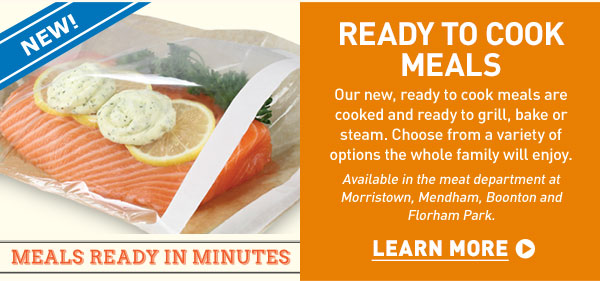 NEW!
MEALS READY IN MINUTES
READY TO COOK
MEALS
Our new, ready to cook meals are
cooked and ready to grill, bake or
steam. Choose from a variety of
options the whole family will enjoy.
Available in the meat department at
Morristown, Mendham, Boonton and
Florham Park.
LEARN MORE